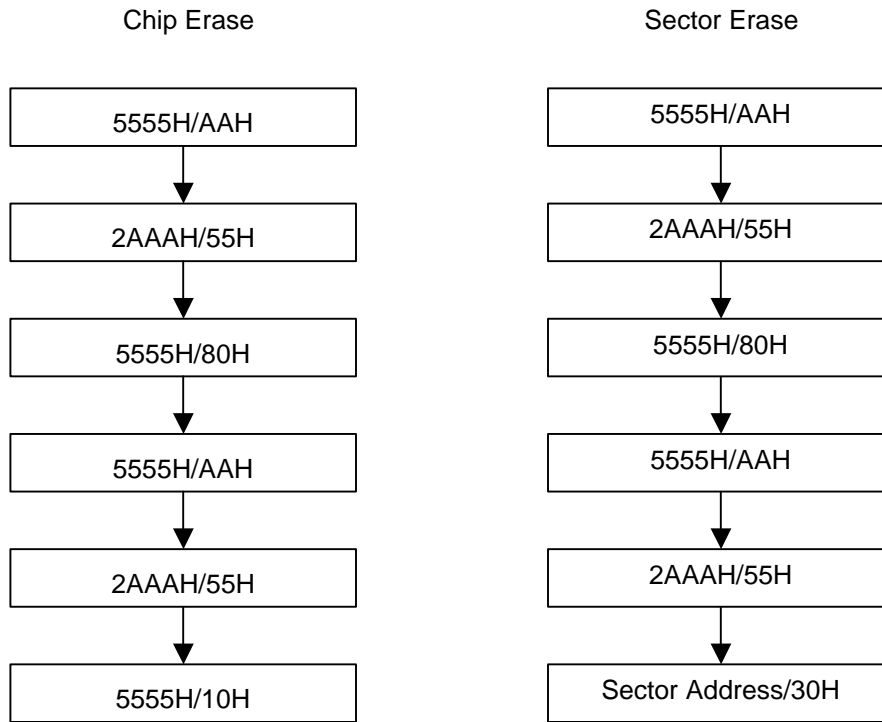 Chip Erase
5555H/AAH
2AAAH/55H
5555H/80H
5555H/AAH
2AAAH/55H
5555H/10H
Sector Erase
5555H/AAH
2AAAH/55H
5555H/80H
5555H/AAH
2AAAH/55H
Sector Address/30H